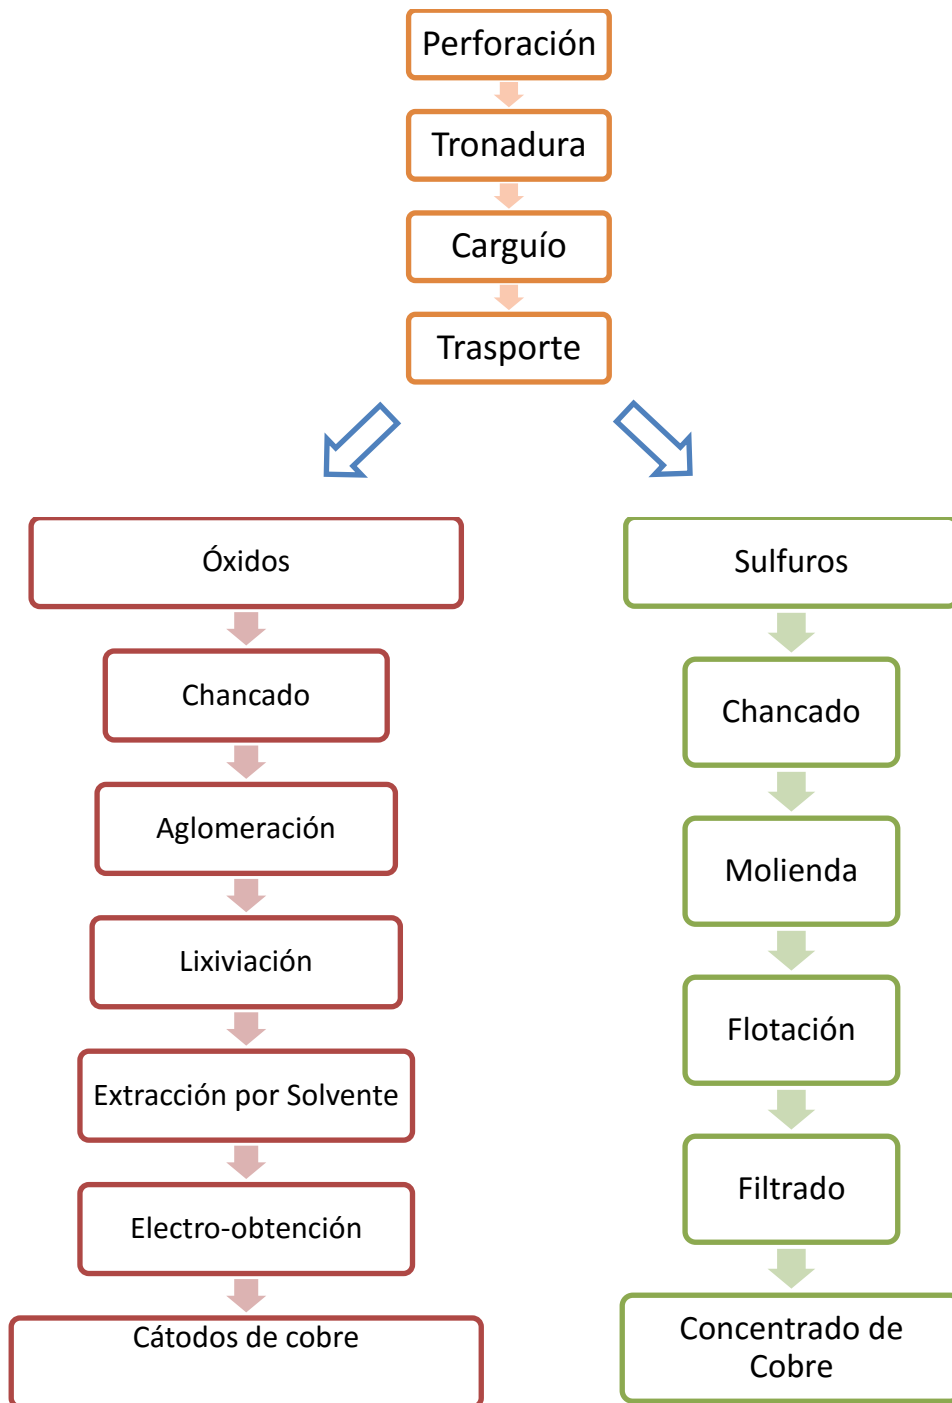 Perforación
Tronadura
Carguío
Trasporte
Óxidos
Chancado
Aglomeración
Lixiviación
Extracción por Solvente
Electro-obtención
Cátodos de cobre
Sulfuros
Chancado
Molienda
Flotación
Filtrado
Concentrado de
Cobre